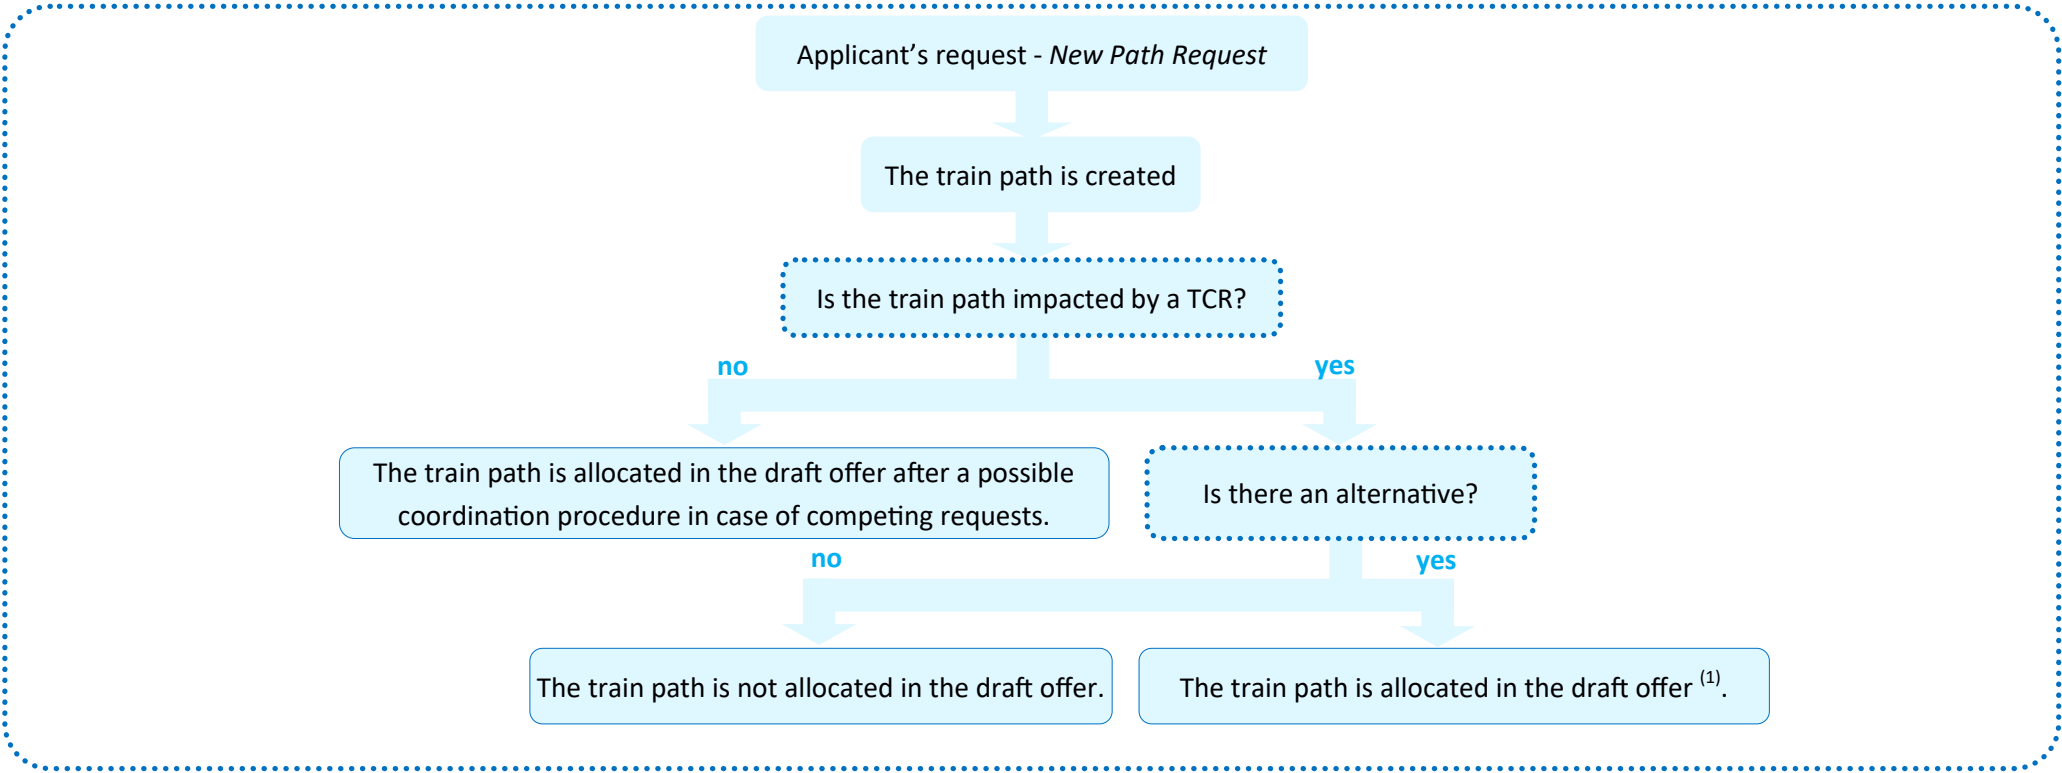 Applicant’s request - New Path Request
The train path is created
Is the train path impacted by a TCR?
no
yes
The train path is allocated in the draft offer after a possible
coordination procedure in case of competing requests.
Is there an alternative?
no
yes
The train path is not allocated in the draft offer.
The train path is allocated in the draft offer (1).